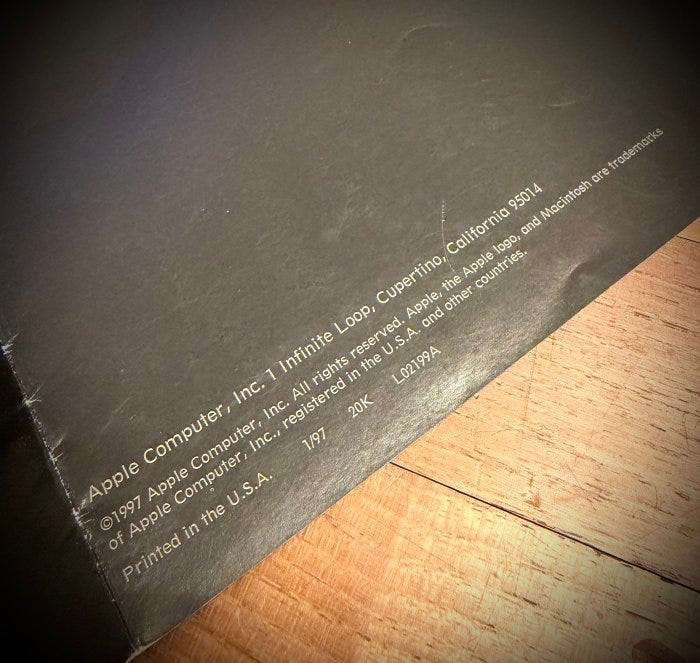 Apple Computer, Inc. 1 Infinite Loop, Cupertino, California 95014
©1997 Apple Computer, Inc. All rights reserved. Apple, the Apple logo, and Macintosh are trademarks
of Apple Computer, Inc., registered in the U.S.A. and other countries.
Printed in the U.S.A. 1/97 20K L02199A